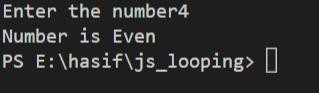 Enter the number4
Number is Even
PS E:\hasif\js_looping>